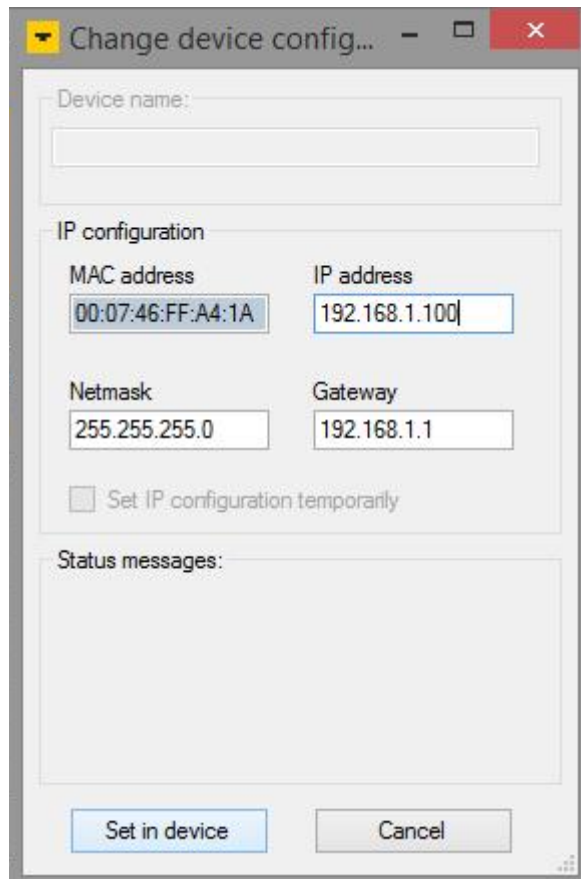 Change device config...
Device name:
IP configuration
MAC address IP address
00:07:46:FF:A4:1A 192.168.1.100
Netmask Gateway
255.255.255.0 192.168.1.1
Set IP configuration temporarily
Status messages:
Set in device Cancel